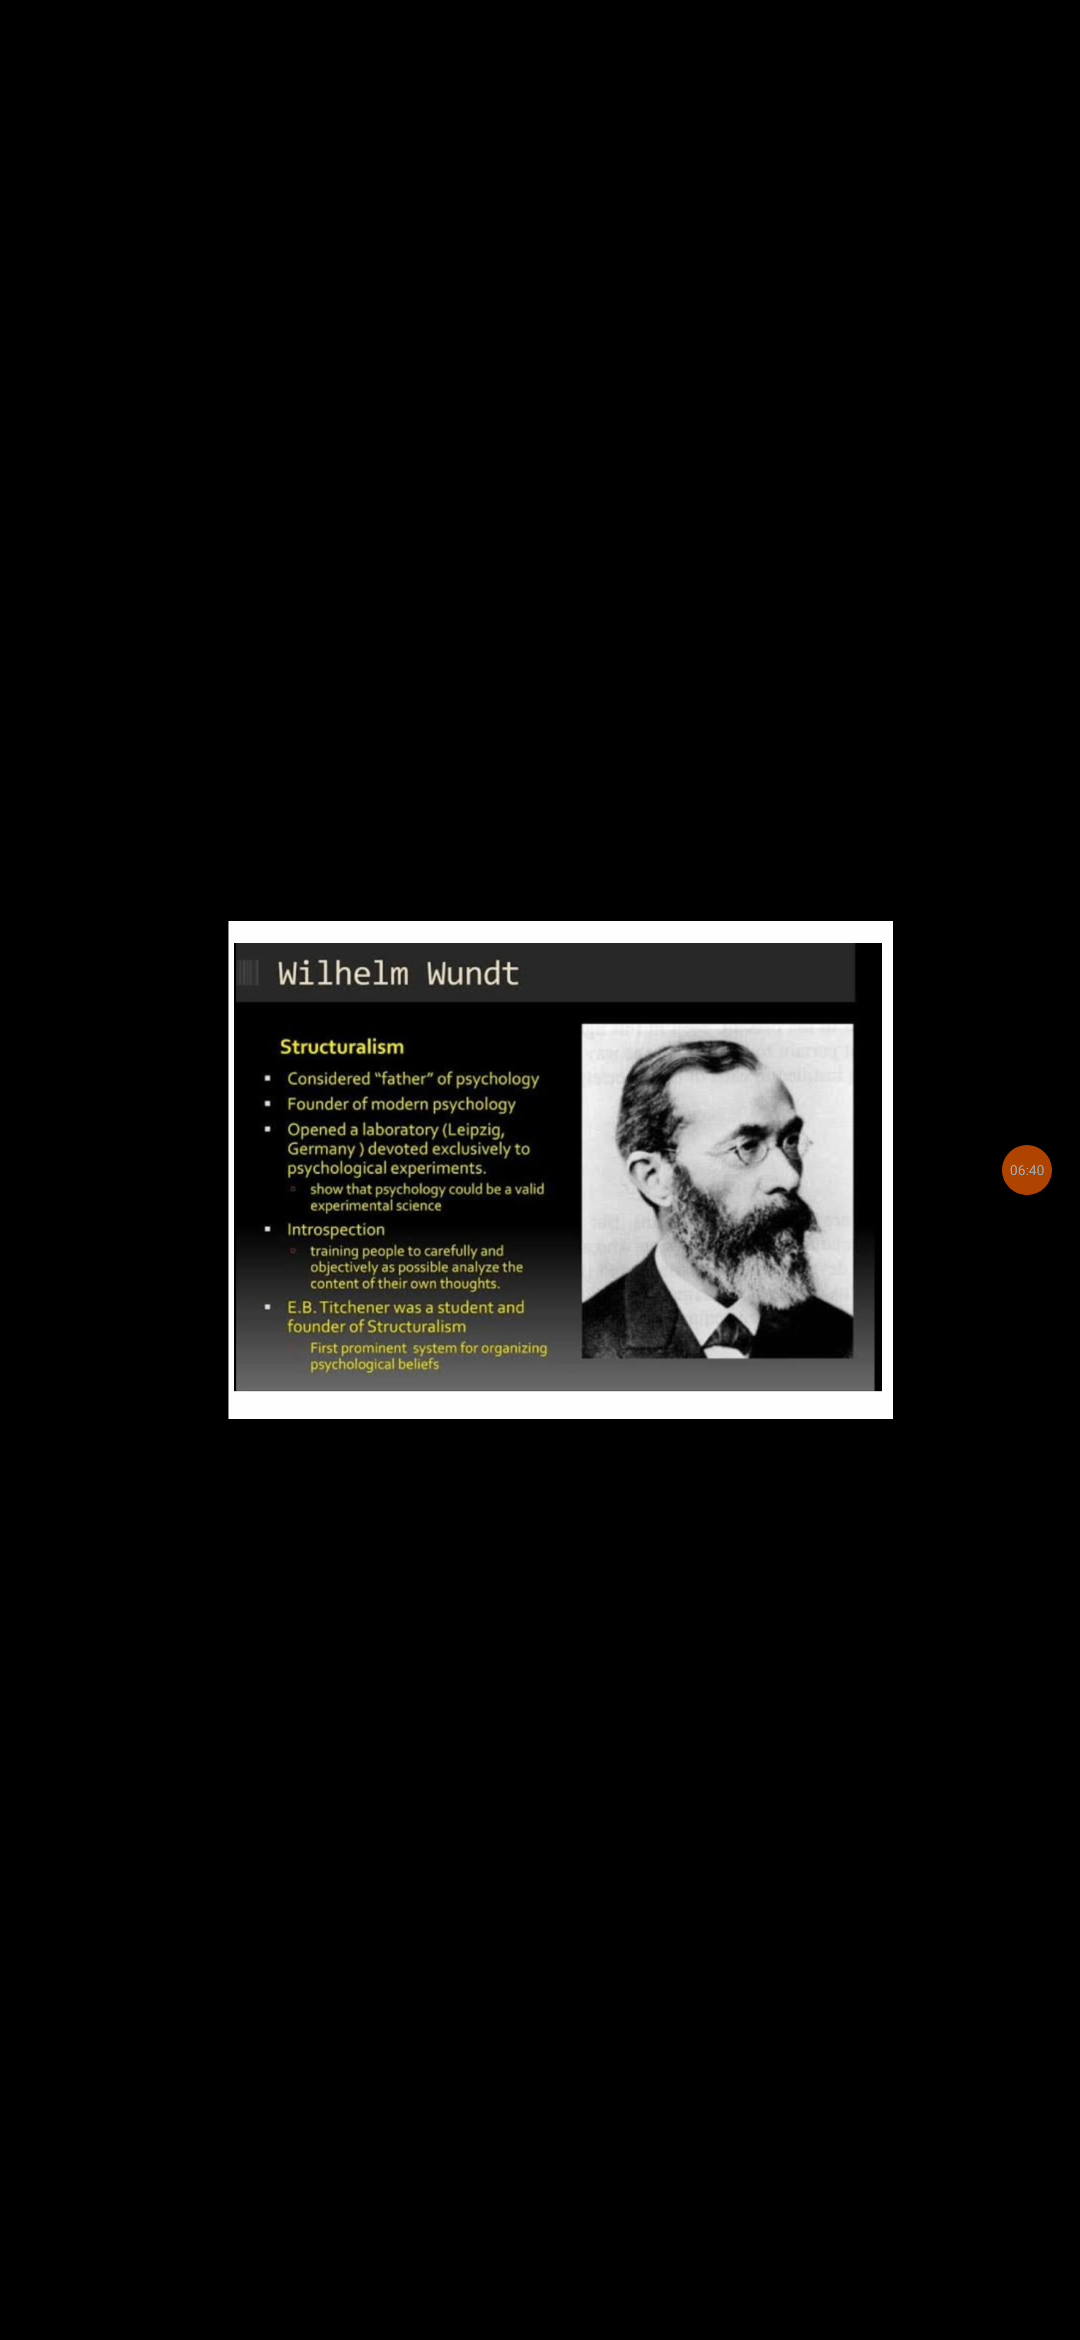 Wilhelm Wundt
Structuralism
Considered “father” of psychology
Founder of modern psychology
Opened a laboratory (Leipzig,
Germany ) devoted exclusively to
psychological experiments.
show that psychology could be a valid
experimental science
Introspection
training people to carefully and
objectively as possible analyze the
content of their own thoughts.
E.B. Titchener was a student and
founder of Structuralism
First prominent system for organizing
psychological beliefs
06:40